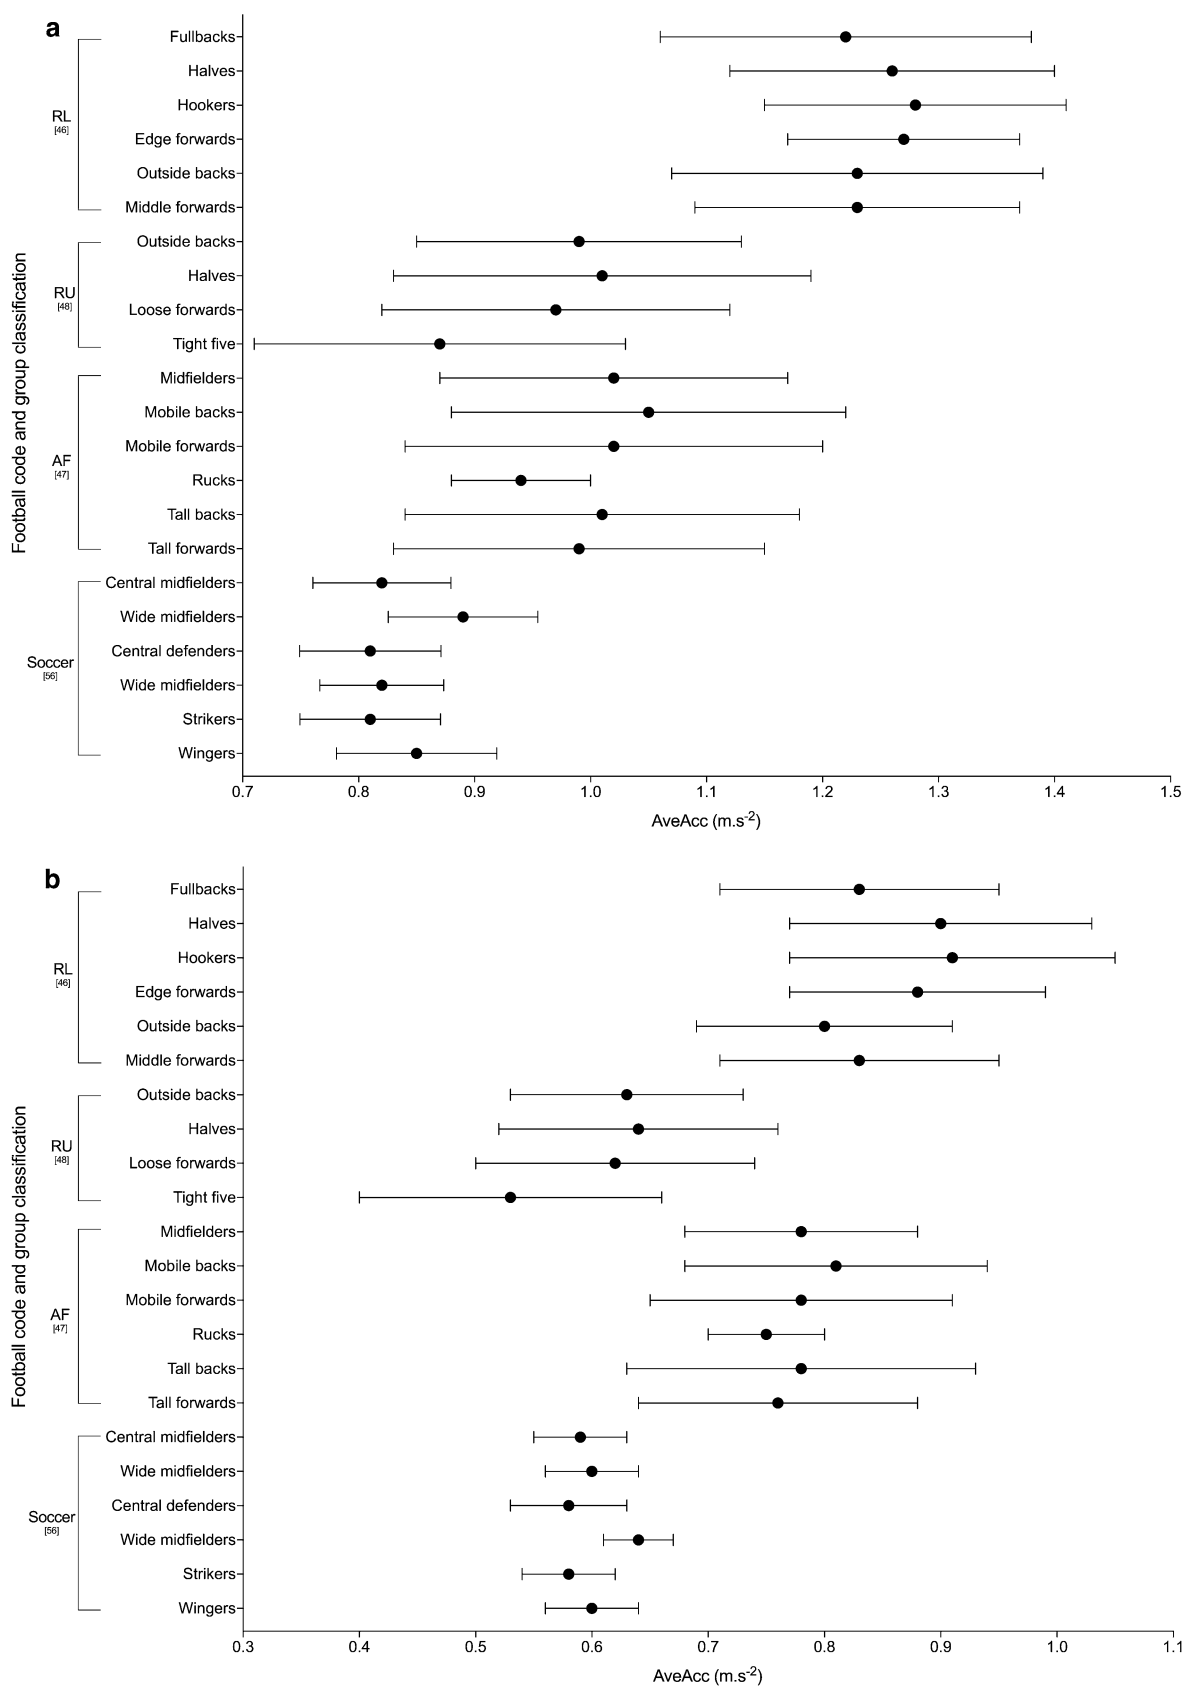 a
Fullbacks
Halves
Hookers
RL
[46]
Edge forwards
Outside backs
Middle forwards
Outside backs
Halves
RU
[48]
Loose forwards
Tight five
Midfielders
Mobile backs
Mobile forwards
AF
[47]
Rucks
Tall backs
Tall forwards
Central midfielders
Wide midfielders
Central defenders
Soccer
[56]
Wide midfielders
Strikers
Wingers
Football code and group classification
0.7 0.8 0.9 1.0 1.1 1.2 1.3 1.4 1.5
AveAcc (m.s-2)
b
Fullbacks
Halves
Hookers
RL
[46]
Edge forwards
Outside backs
Middle forwards
Outside backs
Halves
RU
[48]
Loose forwards
Tight five
Midfielders
Mobile backs
Mobile forwards
AF
[47]
Rucks
Tall backs
Tall forwards
Central midfielders
Wide midfielders
Central defenders
Soccer
[56]
Wide midfielders
Strikers
Wingers
Football code and group classification
0.3 0.4 0.5 0.6 0.7 0.8 0.9 1.0 1.1
AveAcc (m.s-2)